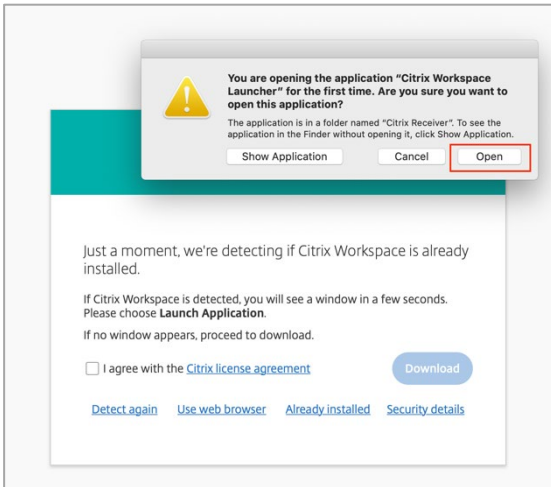 You are opening the application “Citrix Workspace
Launcher” for the first time. Are you sure you want to
open this application?
The application is in a folder named “Citrix Receiver”. To see the
application in the Finder without opening it, click Show Application.
Show Application Cancel Open
Just a moment, we're detecting if Citrix Workspace is already
installed.
If Citrix Workspace is detected, you will see a window in a few seconds.
Please choose Launch Application.
If no window appears, proceed to download.
I agree with the Citrix license agreement Download
Detect again Use web browser Already installed Security details